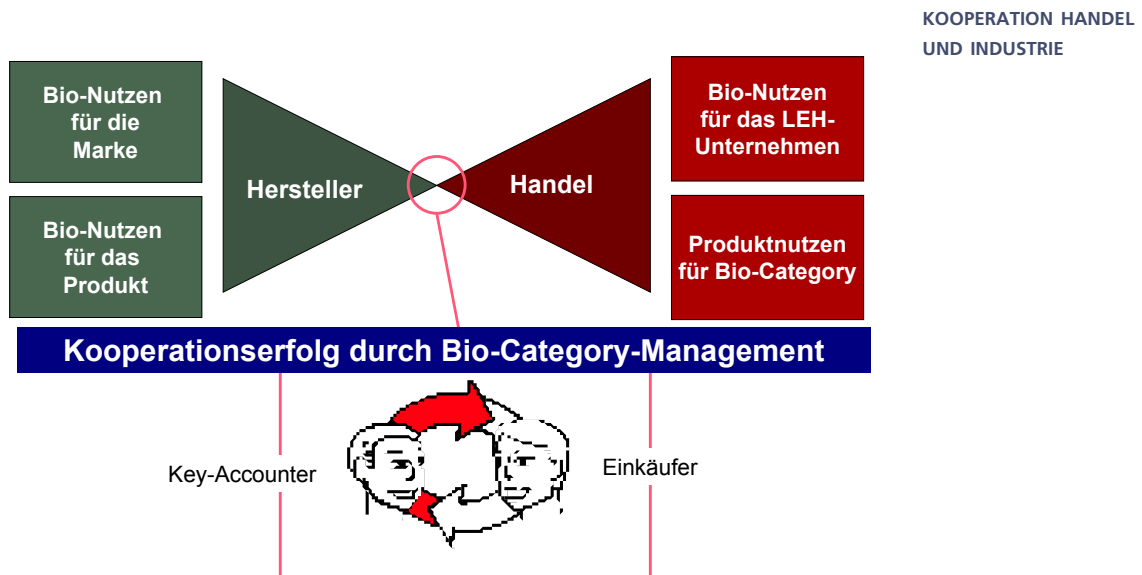 KOOPERATION HANDEL
UND INDUSTRIE
Bio-Nutzen
für die
Marke
Bio-Nutzen
für das
Produkt
Hersteller
Handel
Bio-Nutzen
für das LEH-
Unternehmen
Produktnutzen
für Bio-Category
Kooperationserfolg durch Bio-Category-Management
Key-Accounter
Einkäufer